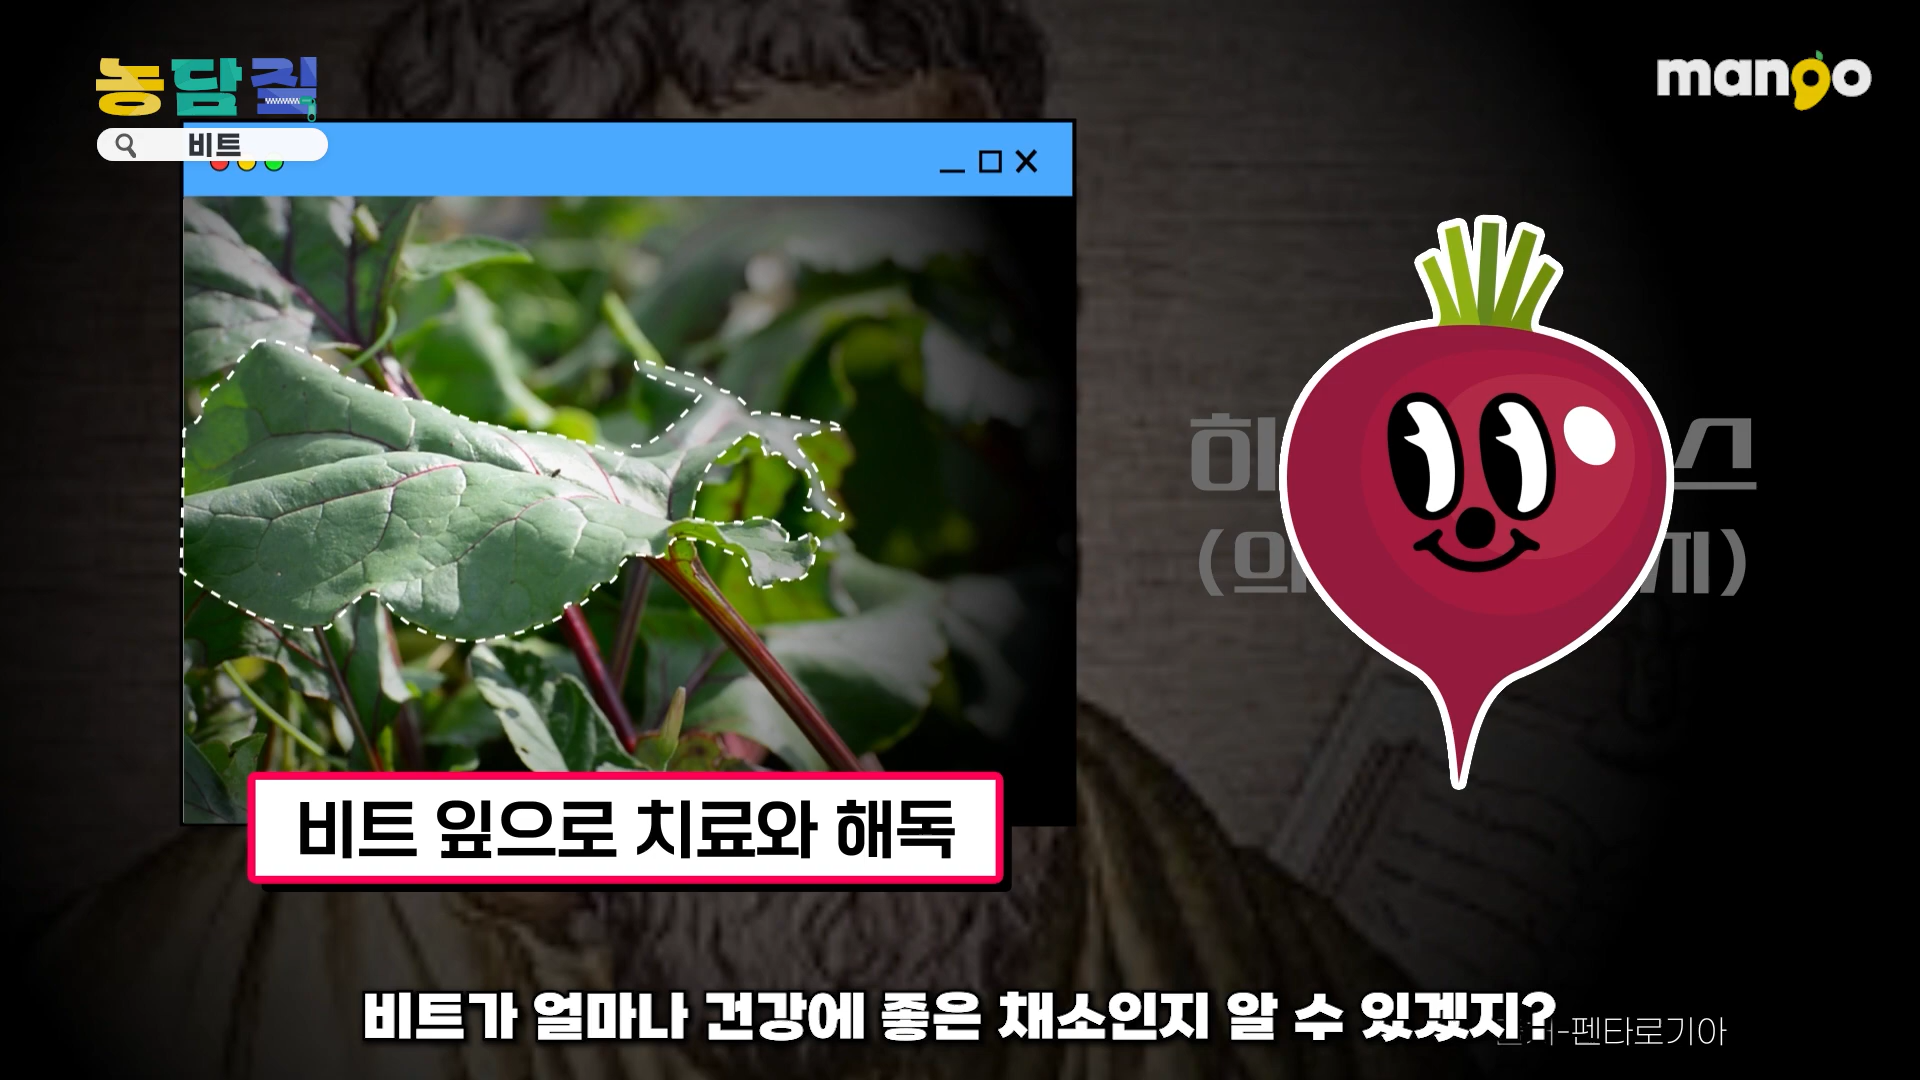 농담직
mango
비트
비트 잎으로 치료와 해독
비트가 얼마나 건강에 좋은 채소인지 알 수 있겠지?
-펜타로기아